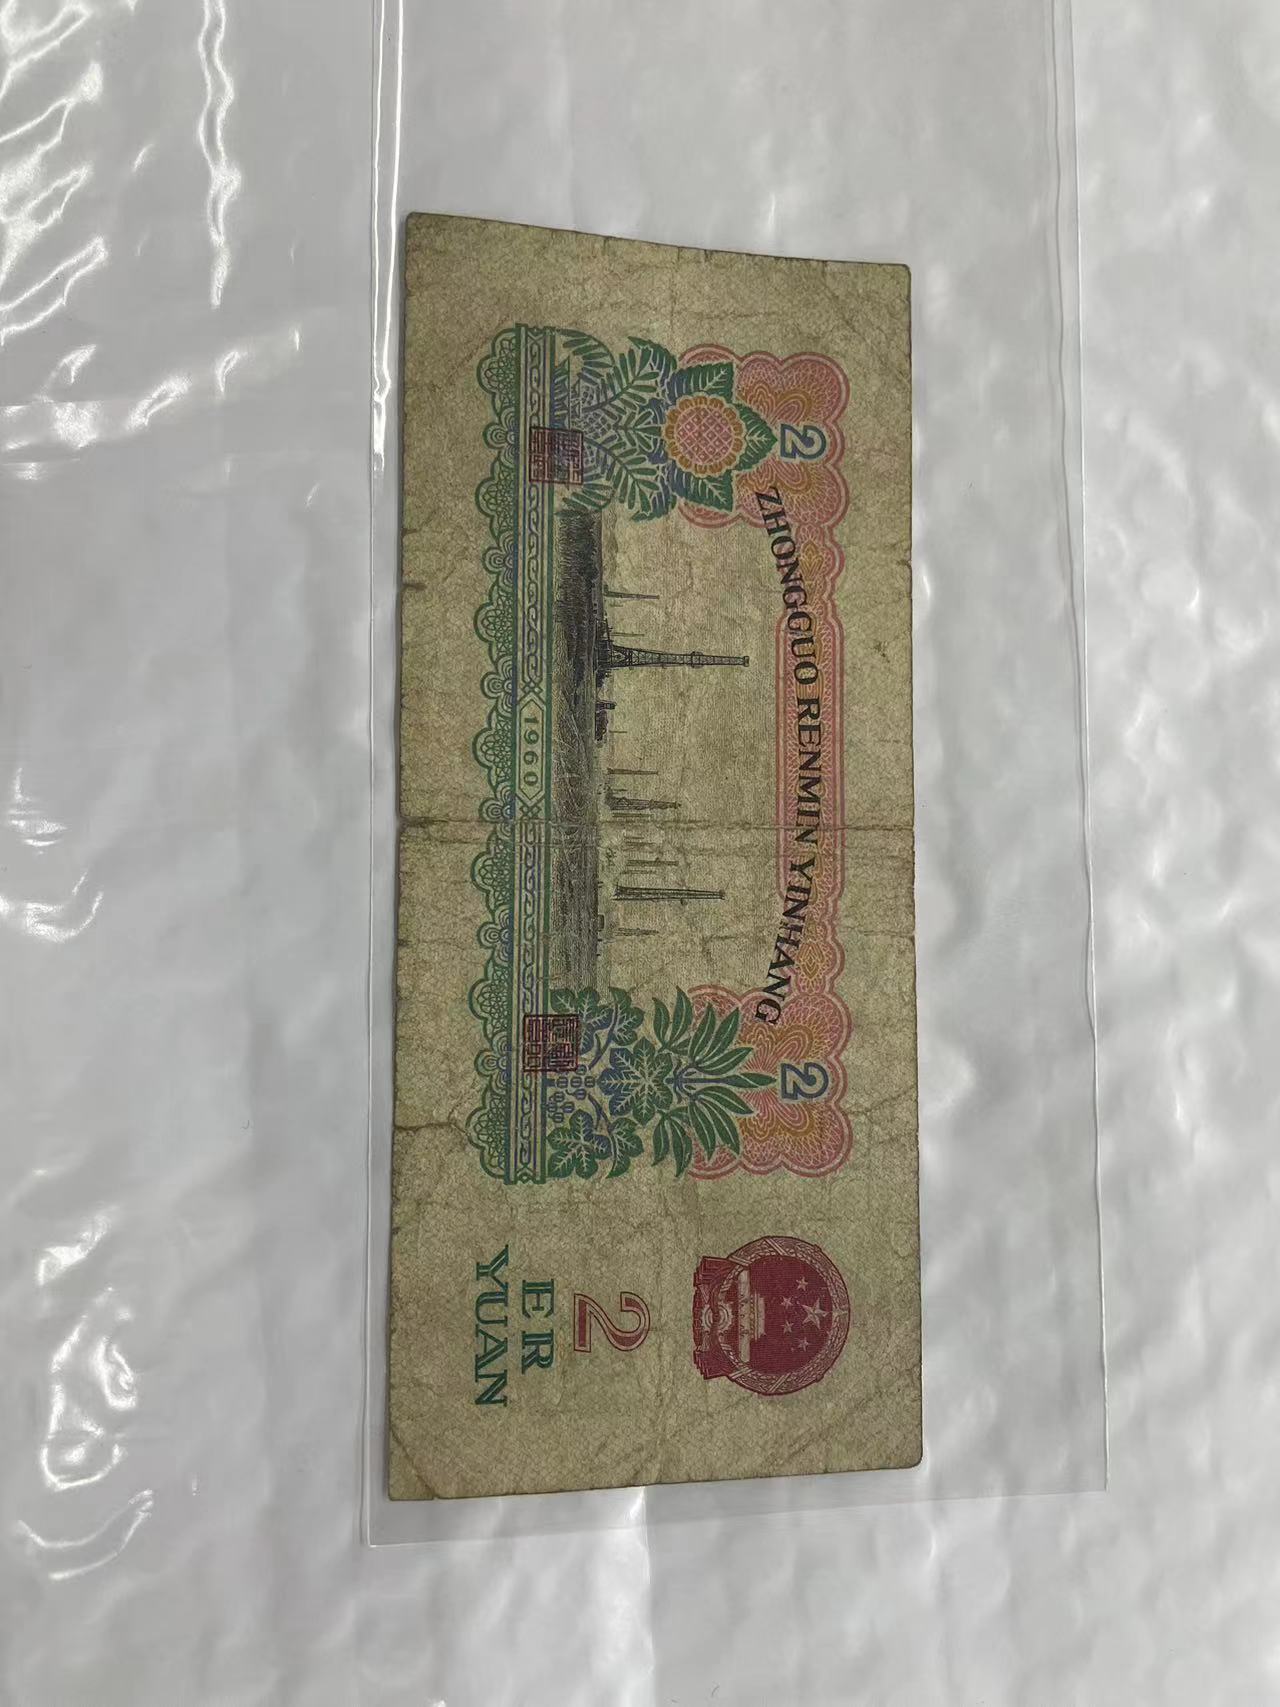 ZHONGGUO RENMIN YINHANG
2
2
1960
2
ER
YUAN